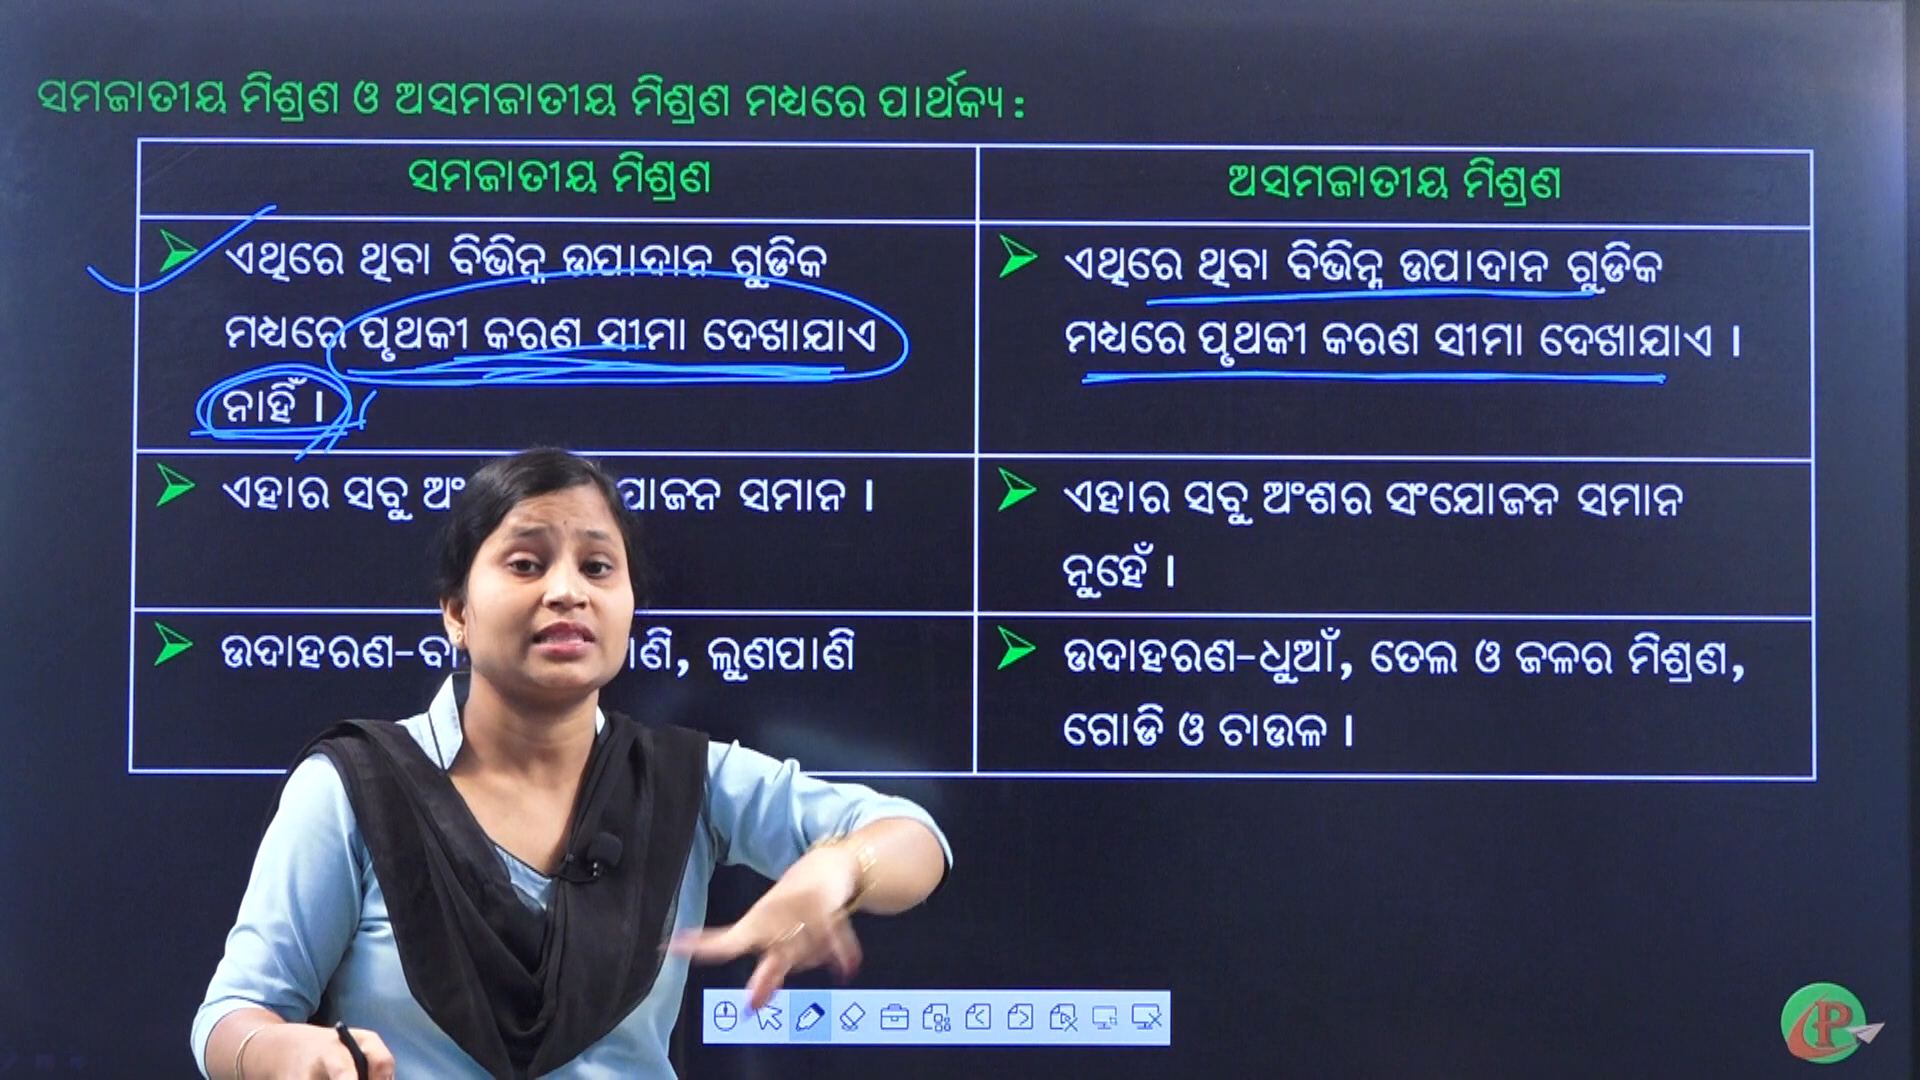 ସମଜାତୀୟ ମିଶ୍ରଣ ଓ ଅସମଜାତୀୟ ମିଶ୍ରଣ ମଧ୍ୟରେ ପାର୍ଥକ୍ୟ :
ସମଜାତୀୟ ମିଶ୍ରଣ
ଏଥିରେ ଥିବା ବିଭିନ୍ନ ଉପାଦାନ ଗୁଡିକ
ମଧ୍ୟରେ ପୃଥକୀ କରଣ ସୀମା ଦେଖାଯାଏ
ନାହିଁ ।
ଅସମଜାତୀୟ ମିଶ୍ରଣ
ଏଥିରେ ଥିବା ବିଭିନ୍ନ ଉପାଦାନ ଗୁଡିକ
ମଧ୍ୟରେ ପୃଥକୀ କରଣ ସୀମା ଦେଖାଯାଏ ।
ଏହାର ସବୁ ସମାନ ।
ଏହାର ସବୁ ଅଂଶର ସଂଯୋଜନ ସମାନ
ନୁହେଁ ।
ଉଦାହରଣ- ଲୁଣପାଣି
ଉଦାହରଣ-ଧୂଆଁ, ତେଲ ଓ ଜଳର ମିଶ୍ରଣ,
ଗୋଡି ଓ ଚାଉଳ ।